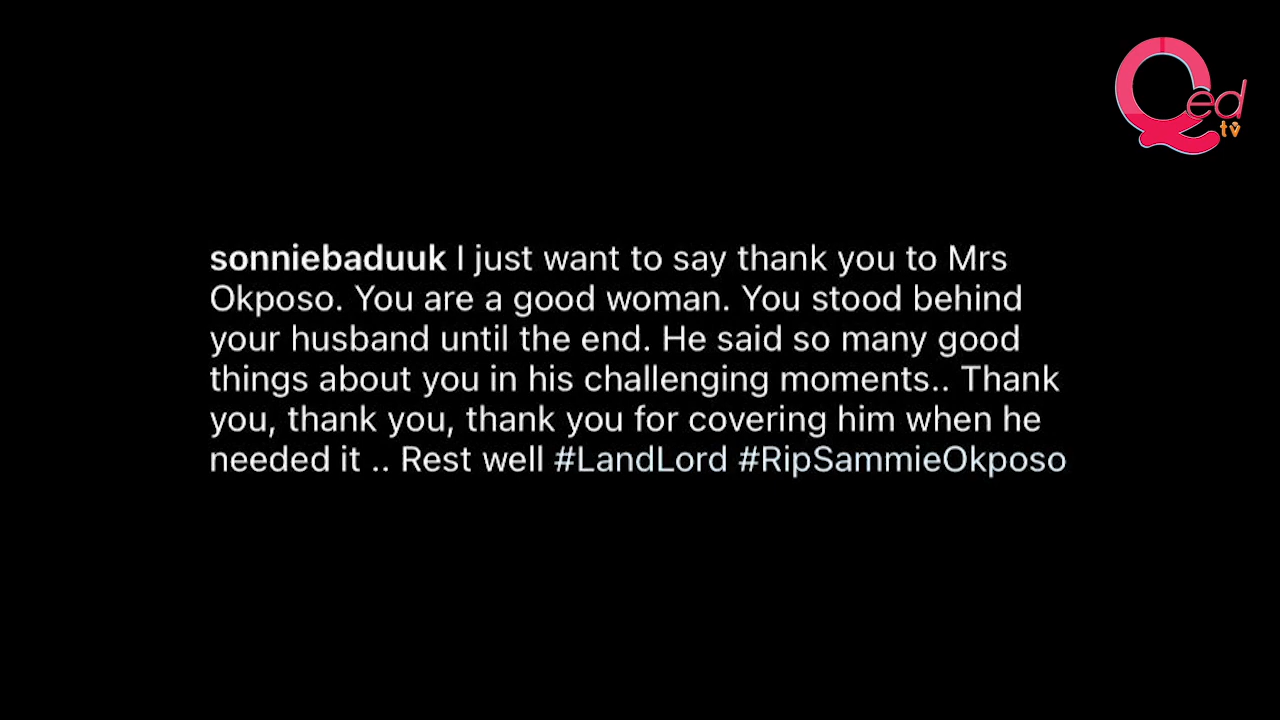 Qed
tv
sonniebaduuk I just want to say thank you to Mrs
Okposo. You are a good woman. You stood behind
your husband until the end. He said so many good
things about you in his challenging moments.. Thank
you, thank you, thank you for covering him when he
needed it .. Rest well #LandLord #RipSammieOkposo